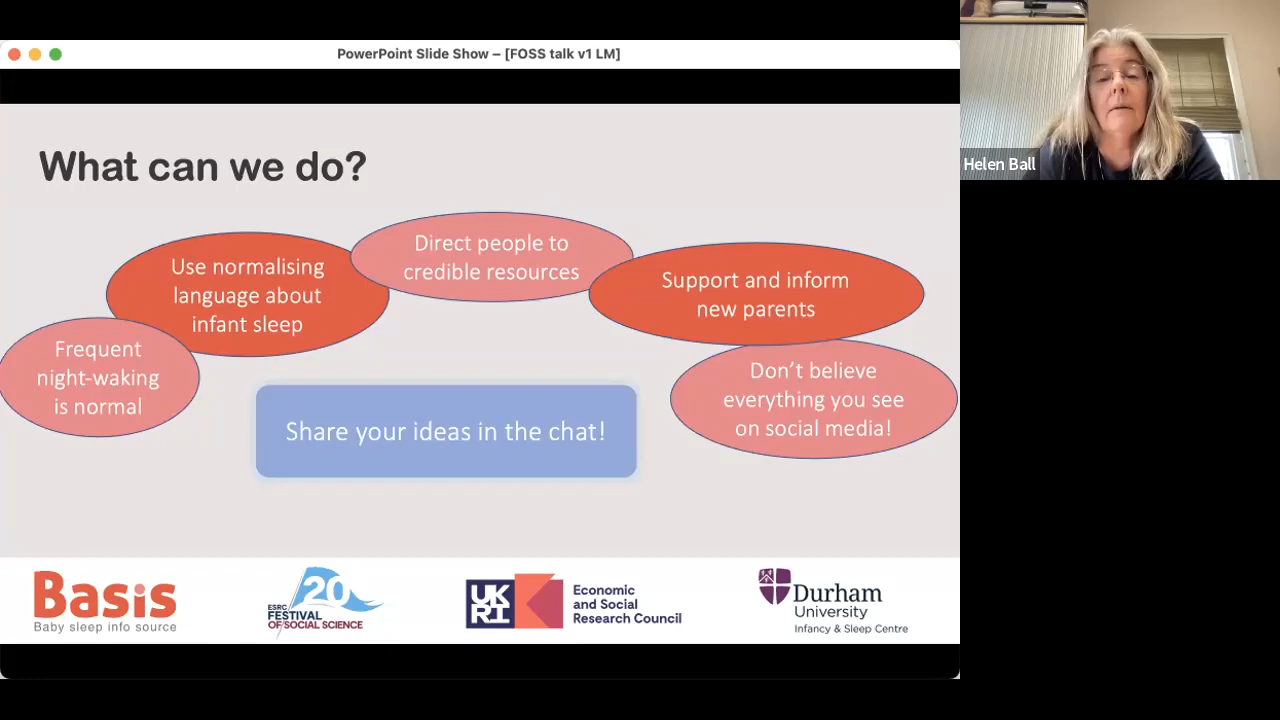 PowerPoint Slide Show – [FOSS talk v1 LM]
Helen Ball
What can we do?
Frequent
night-waking
is normal
Use normalising
language about
infant sleep
Direct people to
credible resources
Support and inform
new parents
Don’t believe
everything you see
on social media!
Share your ideas in the chat!
Basis
Baby sleep info source
20
ESRC
FESTIVAL
OF SOCIAL SCIENCE
UK
RI
Economic
and Social
Research Council
Durham
University
Infancy & Sleep Centre